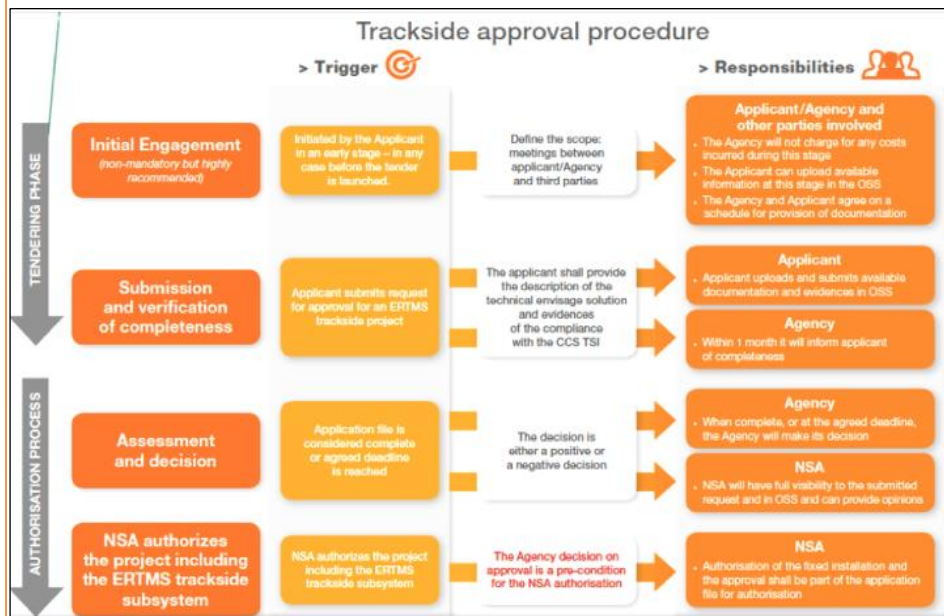 Trackside approval procedure
> Trigger
> Responsibilities
TENDERING PHASE
Initial Engagement
(non-mandatory but highly
recommended)
Initiated by the Applicant
in an early stage – in any
case before the tender
is launched.
Define the scope:
meetings between
applicant/Agency
and third parties
Applicant/Agency and
other parties involved
• The Agency will not charge for any costs
incurred during this stage
• The Applicant can upload available
information at this stage in the OSS
• The Agency and Applicant agree on a
schedule for provision of documentation
Submission
and verification
of completeness
Applicant submits request
for approval for an ERTMS
trackside project
The applicant shall provide
the description of the
technical envisage solution
and evidences
of the compliance
with the CCS TSI
Applicant
• Applicant uploads and submits available
documentation and evidences in OSS
Agency
• Within 1 month it will inform applicant
of completeness
AUTHORISATION PROCESS
Assessment
and decision
Application file is
considered complete
or agreed deadline
is reached
The decision is
either a positive or
a negative decision
Agency
• When complete, or at the agreed deadline,
the Agency will make its decision
NSA
• NSA will have full visibility to the submitted
request and in OSS and can provide opinions
NSA authorizes
the project including
the ERTMS trackside
subsystem
NSA authorizes the project
including the ERTMS
trackside subsystem
The Agency decision on
approval is a pre-condition
for the NSA authorisation
NSA
• Authorisation of the fixed installation and
the approval shall be part of the application
file for authorisation